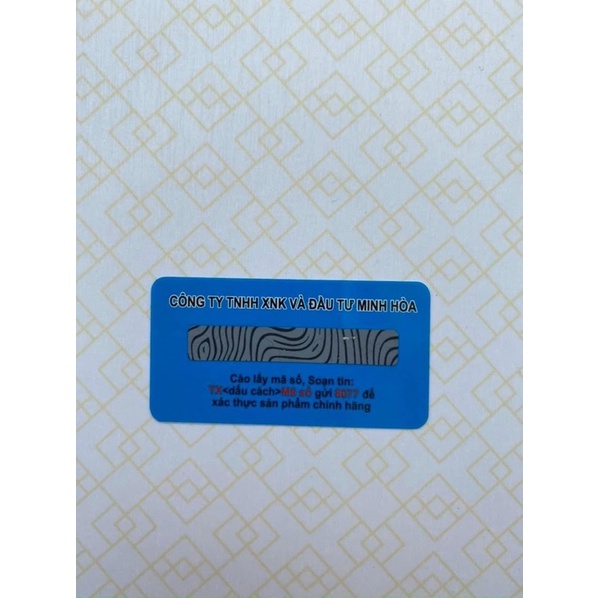 CÔNG TY TNHH XNK VÀ ĐẦU TƯ MINH HÒA
Cào lấy mã số, Soạn tin:
TX<dấu cách>Mã số gửi 8077 để
xác thực sản phẩm chính hãng